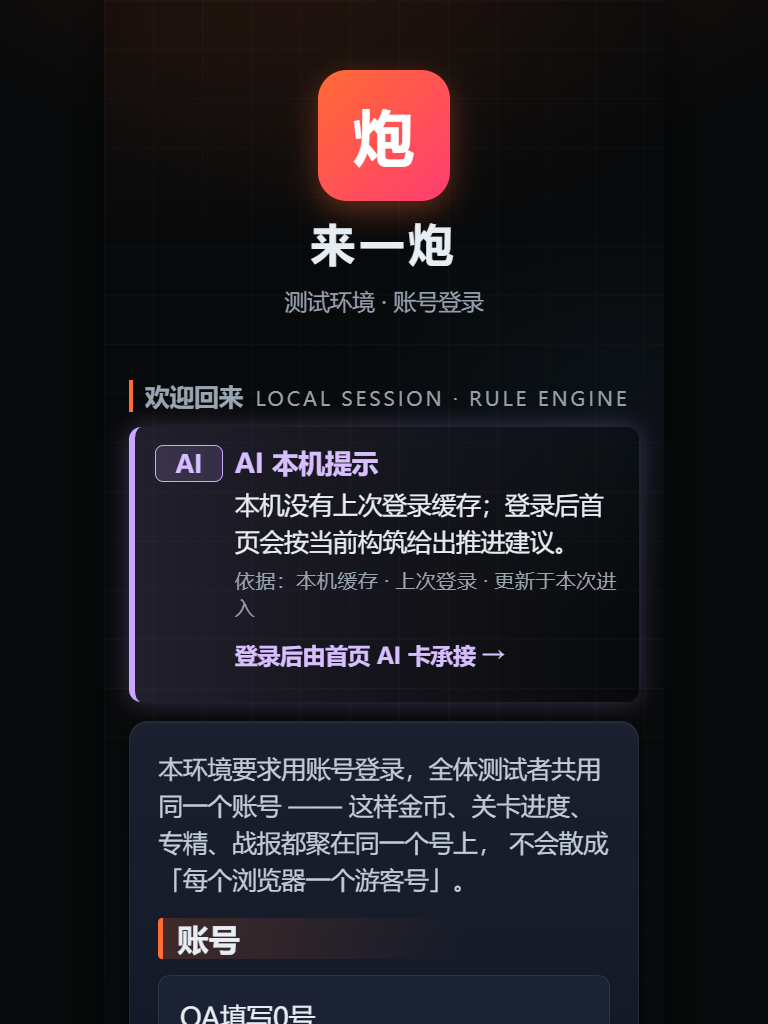 炮
来一炮
测试环境 · 账号登录
欢迎回来 LOCAL SESSION · RULE ENGINE
AI AI 本机提示
本机没有上次登录缓存；登录后首
页会按当前构筑给出推进建议。
依据：本机缓存 · 上次登录 · 更新于本次进
入
登录后由首页 AI 卡承接 →
本环境要求用账号登录，全体测试者共用
同一个账号 —— 这样金币、关卡进度、
专精、战报都聚在同一个号上， 不会散成
「每个浏览器一个游客号」。
账号
QA填写0号